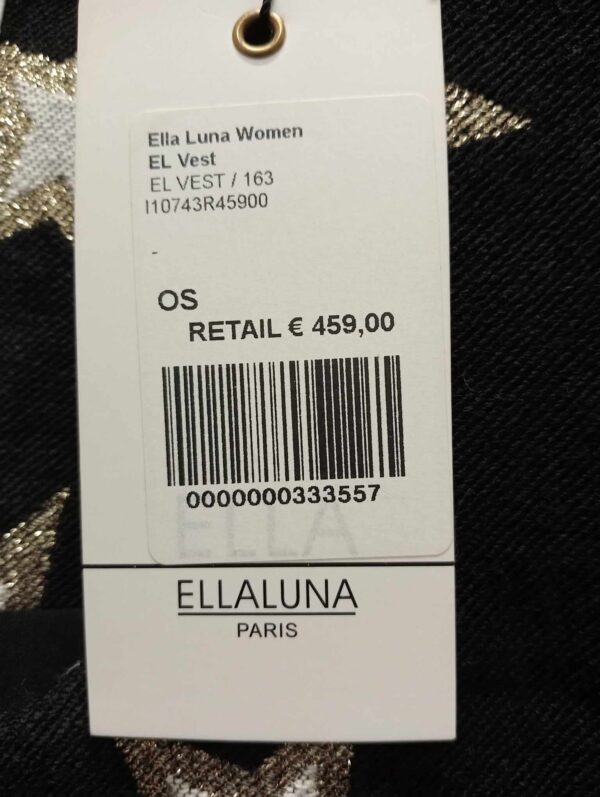 Ella Luna Women
EL Vest
EL VEST / 163
I10743R45900
-
OS
RETAIL € 459,00
0000000333557
ELLA
ELLALUNA
PARIS